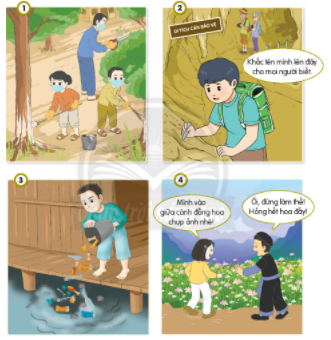 1
2
DI TÍCH CẦN BẢO VỆ
Khắc tên mình lên đây
cho mọi người biết.
3
4
Mình vào
giữa cánh đồng hoa
chụp ảnh nhé!
Ôi, đừng làm thế!
Hỏng hết hoa đấy!